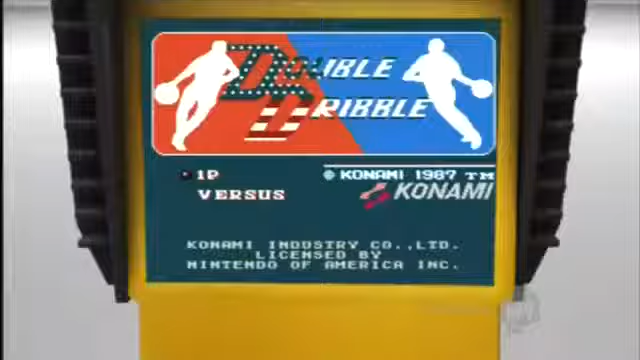 DOUBLE
DRIBBLE
1P
VERSUS
© KONAMI 1987 TM
KONAMI
KONAMI INDUSTRY CO.,LTD.
LICENSED BY
NINTENDO OF AMERICA INC.